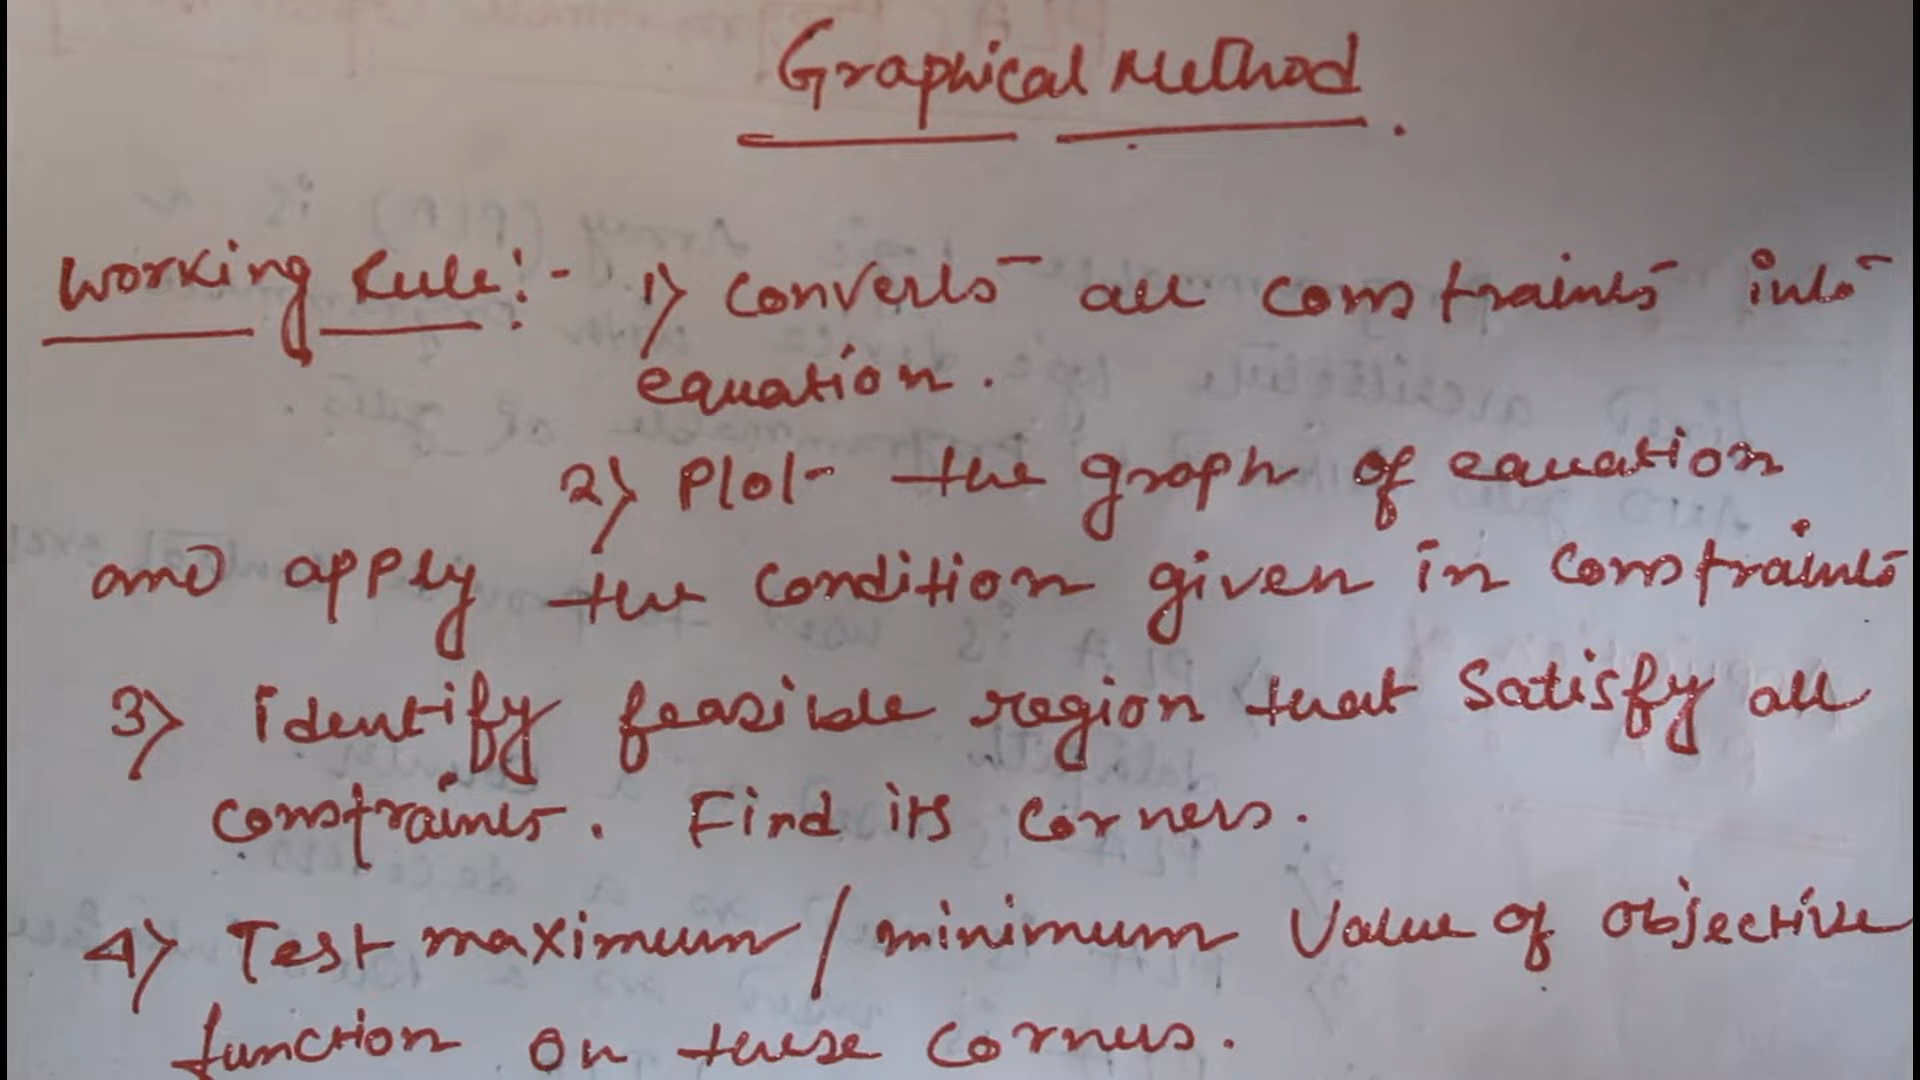 Graphical Method.
Working Rule:- 1) converts all constraints into
equation.
2) Plot the graph of equation
and apply the condition given in constraints
3) Identify feasible region that satisfy all
constraints. Find its corners.
4) Test maximum/minimum Value of objective
function on these corners.